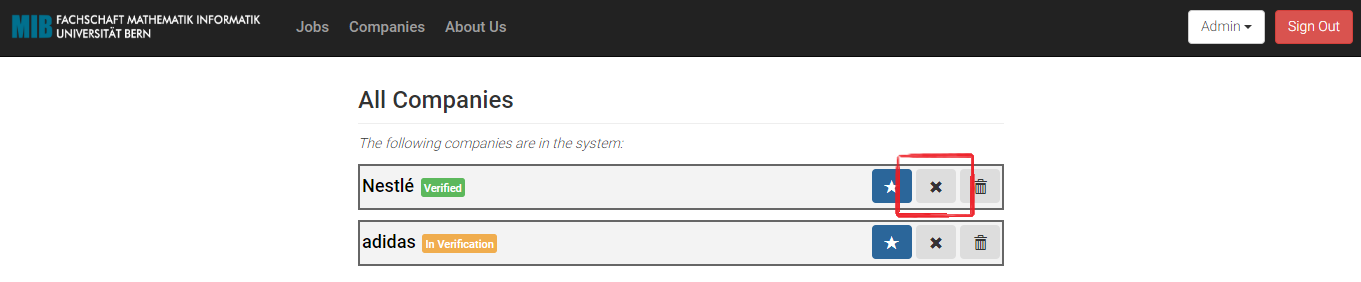 MIB FACHSCHAFT MATHEMATIK INFORMATIK
UNIVERSITÄT BERN
Jobs Companies About Us Admin Sign Out
All Companies
The following companies are in the system:
Nestlé Verified
adidas In Verification